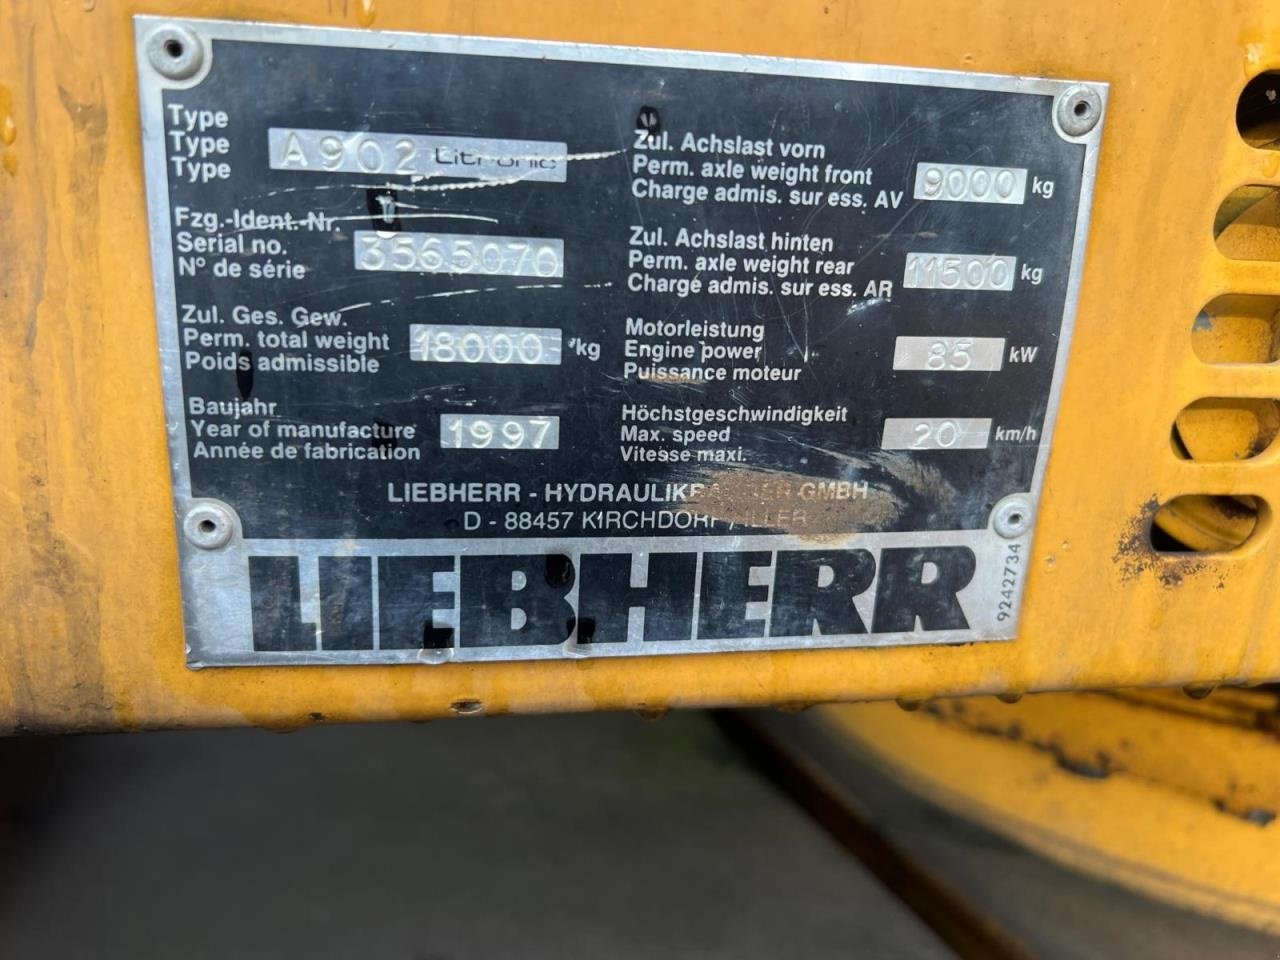 Type
Type
Type
A902 Litronic
Fzg.-Ident.-Nr.
Serial no.
N° de série
3565070
Zul. Ges. Gew.
Perm. total weight
Poids admissible
18000 kg
Baujahr
Year of manufacture
Année de fabrication
1997
Zul. Achslast vorn
Perm. axle weight front
Charge admis. sur ess. AV
9000 kg
Zul. Achslast hinten
Perm. axle weight rear
Charge admis. sur ess. AR
11500 kg
Motorleistung
Engine power
Puissance moteur
85 kW
Höchstgeschwindigkeit
Max. speed
Vitesse maxi.
20 km/h
LIEBHERR - HYDRAULIKBAGGER GMBH
D - 88457 KIRCHDORF/ILLER
LIEBHERR
9242734